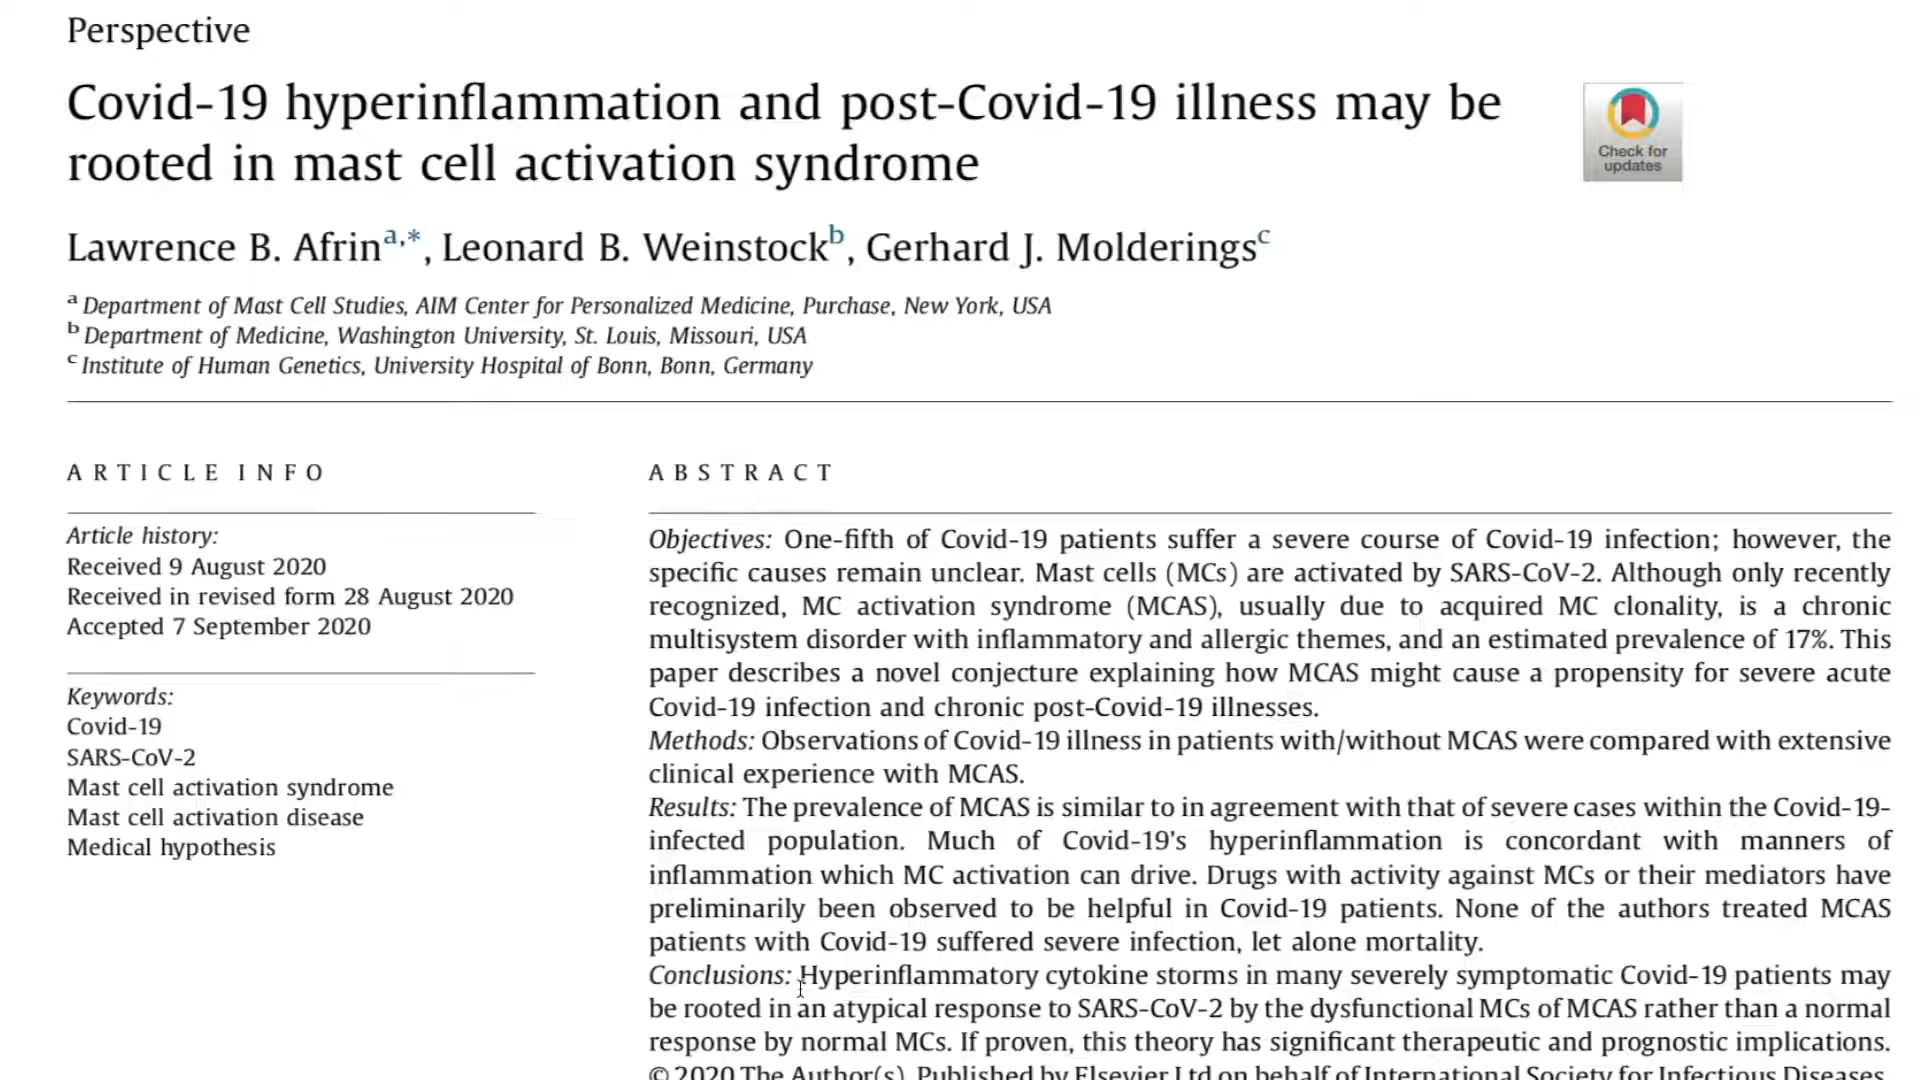 Perspective
Covid-19 hyperinflammation and post-Covid-19 illness may be
rooted in mast cell activation syndrome
Check for
updates
Lawrence B. Afrin a,*, Leonard B. Weinstock b, Gerhard J. Molderings c
a Department of Mast Cell Studies, AIM Center for Personalized Medicine, Purchase, New York, USA
b Department of Medicine, Washington University, St. Louis, Missouri, USA
c Institute of Human Genetics, University Hospital of Bonn, Bonn, Germany
ARTICLE INFO
Article history:
Received 9 August 2020
Received in revised form 28 August 2020
Accepted 7 September 2020
Keywords:
Covid-19
SARS-CoV-2
Mast cell activation syndrome
Mast cell activation disease
Medical hypothesis
ABSTRACT
Objectives: One-fifth of Covid-19 patients suffer a severe course of Covid-19 infection; however, the
specific causes remain unclear. Mast cells (MCs) are activated by SARS-CoV-2. Although only recently
recognized, MC activation syndrome (MCAS), usually due to acquired MC clonality, is a chronic
multisystem disorder with inflammatory and allergic themes, and an estimated prevalence of 17%. This
paper describes a novel conjecture explaining how MCAS might cause a propensity for severe acute
Covid-19 infection and chronic post-Covid-19 illnesses.
Methods: Observations of Covid-19 illness in patients with/without MCAS were compared with extensive
clinical experience with MCAS.
Results: The prevalence of MCAS is similar to in agreement with that of severe cases within the Covid-19-
infected population. Much of Covid-19's hyperinflammation is concordant with manners of
inflammation which MC activation can drive. Drugs with activity against MCs or their mediators have
preliminarily been observed to be helpful in Covid-19 patients. None of the authors treated MCAS
patients with Covid-19 suffered severe infection, let alone mortality.
Conclusions: Hyperinflammatory cytokine storms in many severely symptomatic Covid-19 patients may
be rooted in an atypical response to SARS-CoV-2 by the dysfunctional MCs of MCAS rather than a normal
response by normal MCs. If proven, this theory has significant therapeutic and prognostic implications.
© 2020 The Author(s). Published by Elsevier Ltd on behalf of International Society for Infectious Diseases.